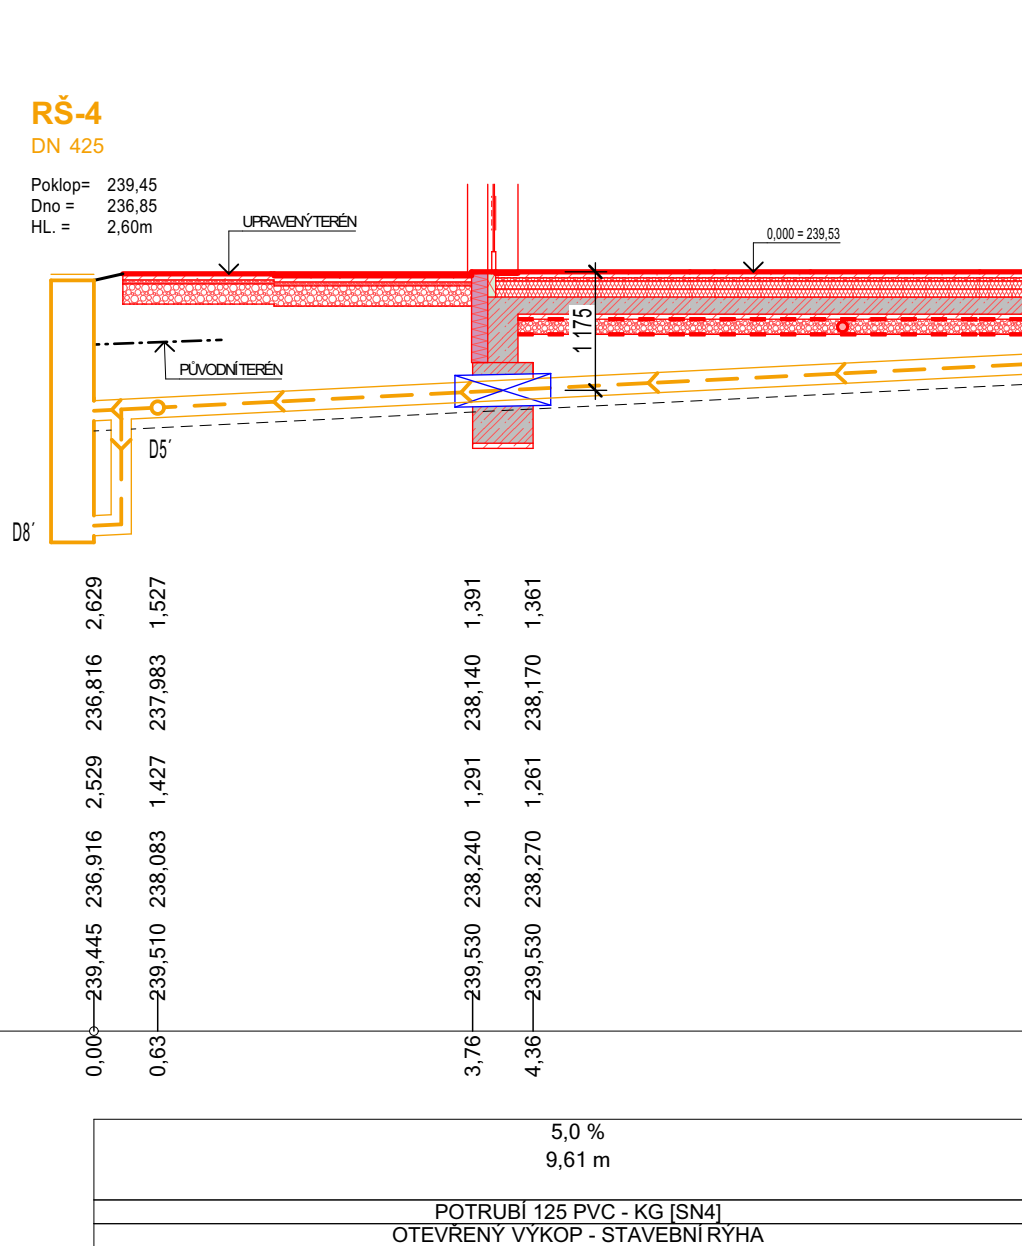 RŠ-4
DN 425
Poklop= 239,45
Dno = 236,85
HL. = 2,60m
UPRAVENÝ TERÉN
0,000 = 239,53
1 175
PŮVODNÍ TERÉN
D5´
D8´
2,629 1,527 1,391 1,361
236,816 237,983 238,140 238,170
2,529 1,427 1,291 1,261
236,916 238,083 238,240 238,270
239,445 239,510 239,530 239,530
0,00 0,63 3,76 4,36
5,0 %
9,61 m
POTRUBÍ 125 PVC - KG [SN4]
OTEVŘENÝ VÝKOP - STAVEBNÍ RÝHA